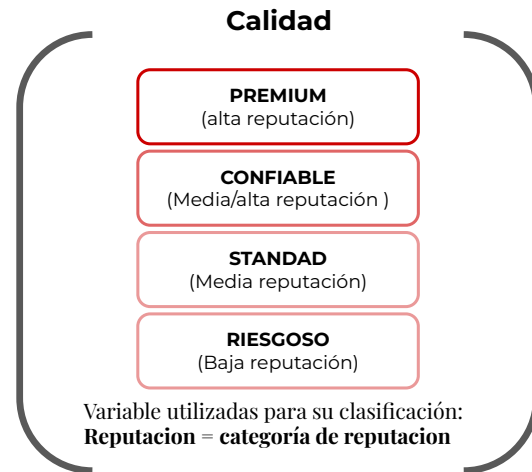 Calidad
PREMIUM
(alta reputación)
CONFIABLE
(Media/alta reputación )
STANDAD
(Media reputación)
RIESGOSO
(Baja reputación)
Variable utilizadas para su clasificación:
Reputacion = categoría de reputacion